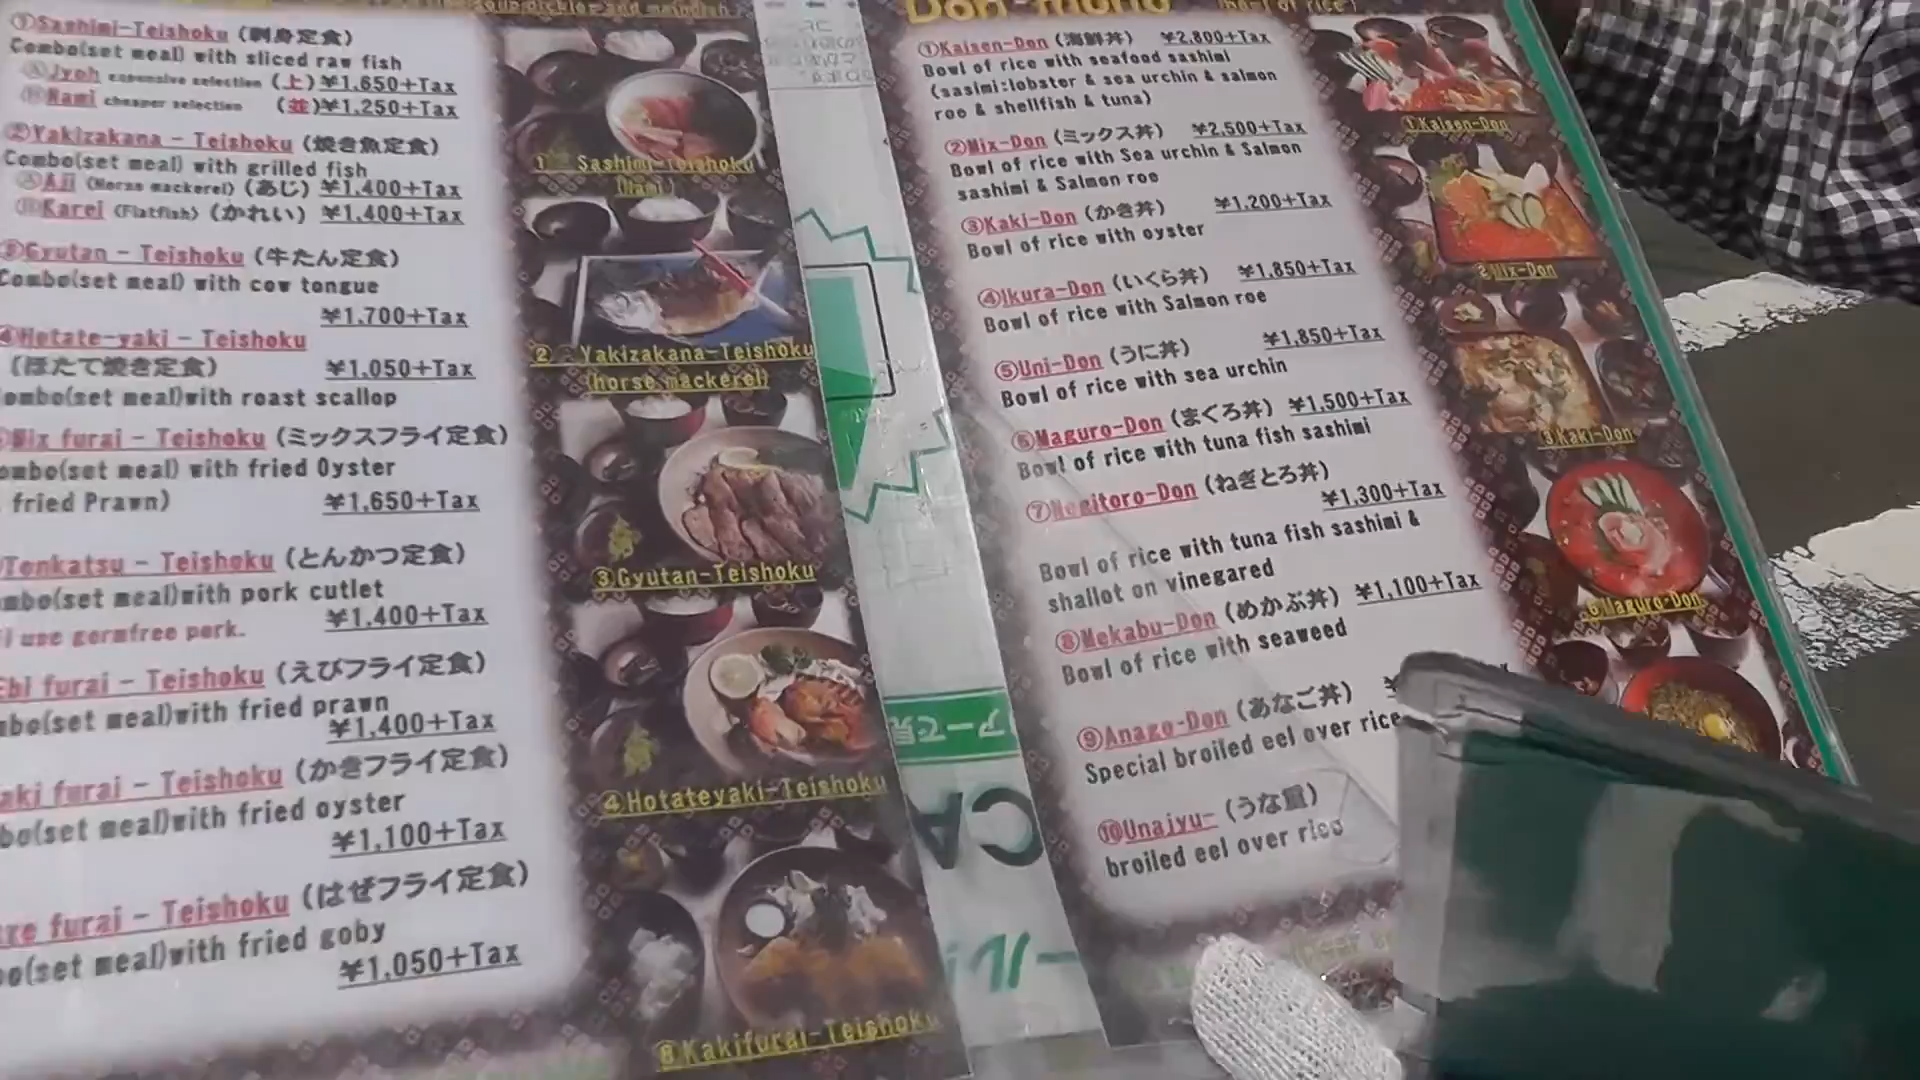 Soup, pickles and maindish
①Sashimi-Teishoku (刺身定食)
Combo(set meal) with sliced raw fish
ⒶJyoh expensive selection (上) ¥1,650+Tax
ⒷNami cheaper selection (並)¥1,250+Tax
②Yakizakana - Teishoku (焼き魚定食)
Combo(set meal) with grilled fish
ⒶAji (Horse mackerel) (あじ) ¥1,400+Tax
ⒷKarei (Flatfish) (かれい) ¥1,400+Tax
③Gyutan - Teishoku (牛たん定食)
Combo(set meal) with cow tongue
¥1,700+Tax
④Hotate-yaki - Teishoku
(ほたて焼き定食) ¥1,050+Tax
ombo(set meal)with roast scallop
Mix furai - Teishoku (ミックスフライ定食)
ombo(set meal) with fried Oyster
fried Prawn) ¥1,650+Tax
Tonkatsu - Teishoku (とんかつ定食)
mbo(set meal)with pork cutlet
I use germfree pork. ¥1,400+Tax
Ebi furai - Teishoku (えびフライ定食)
mbo(set meal)with fried prawn
¥1,400+Tax
aki furai - Teishoku (かきフライ定食)
bo(set meal)with fried oyster
¥1,100+Tax
furai - Teishoku (はぜフライ定食)
bo(set meal)with fried goby
¥1,050+Tax
① Sashimi-Teishoku
(Nami)
② Yakizakana-Teishoku
(horse mackerel)
③Gyutan-Teishoku
④Hotateyaki-Teishoku
⑧Kakifurai-Teishoku
CA
Don-mono (bowl of rice)
①Kaisen-Don (海鮮丼) ¥2,800+Tax
Bowl of rice with seafood sashimi
(sasimi:lobster & sea urchin & salmon
roe & shellfish & tuna)
②Mix-Don (ミックス丼) ¥2,500+Tax
Bowl of rice with Sea urchin & Salmon
sashimi & Salmon roe
③Kaki-Don (かき丼) ¥1,200+Tax
Bowl of rice with oyster
④Ikura-Don (いくら丼) ¥1,850+Tax
Bowl of rice with Salmon roe
⑤Uni-Don (うに丼) ¥1,850+Tax
Bowl of rice with sea urchin
⑥Maguro-Don (まぐろ丼) ¥1,500+Tax
Bowl of rice with tuna fish sashimi
⑦Negitoro-Don (ねぎとろ丼)
¥1,300+Tax
Bowl of rice with tuna fish sashimi &
shallot on vinegared
⑧Mekabu-Don (めかぶ丼) ¥1,100+Tax
Bowl of rice with seaweed
⑨Anago-Don (あなご丼) ¥
Special broiled eel over rice
⑩Unajyu- (うな重)
broiled eel over rice
①Kaisen-Don
②Mix-Don
③Kaki-Don
⑥Maguro-Don